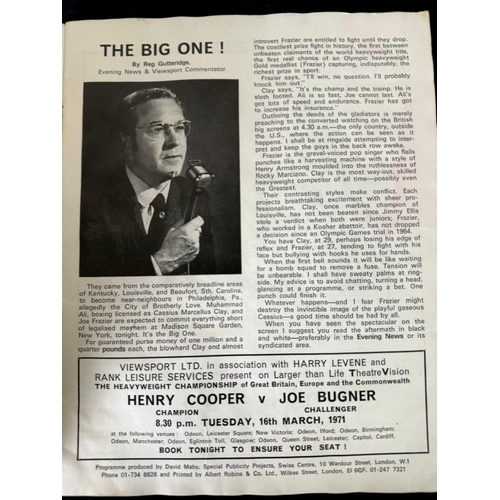 THE BIG ONE !
By Reg Gutteridge,
Evening News & Viewsport Commentator
They came from the comparatively breadline areas
of Kentucky, Louisville, and Beaufort, Sth. Carolina,
to become near-neighbours in Philadelphia, Pa,
allegedly the City of Brotherly Love. Muhammad
Ali, boxing licensed as Cassius Marcellus Clay, and
Joe Frazier are expected to commit everything short
of legalised mayhem at Madison Square Garden,
New York, tonight. It's the Big One.
For guaranteed purse money of one million and a
quarter pounds each, the blowhard Clay and almost
introvert Frazier are entitled to fight until they drop.
The costliest prize fight in history, the first between
unbeaten claimants of the world heavyweight title,
the first real chance of an Olympic heavyweight
Gold medallist (Frazier) capturing, indisputably, the
richest prize in sport.
Frazier says, "I'll win, no question. I'll probably
knock him out."
Clay says, "It's the champ and the tramp. He is
sloth footed. Ali is so fast, Joe cannot last. Ali's
got lots of speed and endurance. Frazier has got
to increase his insurance."
Outlining the deeds of the gladiators is merely
preaching to the converted watching on the British
big screens at 4.30 a.m.—the only country, outside
the U.S., where the action can be seen as it
happens. I shall be at ringside attempting to inter-
pret and keep the guys in the back row awake.
Frazier is the gravel-voiced pop singer who flails
punches like a harvesting machine with a style of
Henry Armstrong moulded into the ruthlessness of
Rocky Marciano. Clay is the most way-out, skilled
heavyweight competitor of all time—possibly even
the Greatest.
Their contrasting styles make conflict. Each
projects breathtaking excitement with sheer pro-
fessionalism. Clay, once marble champion of
Louisville, has not been beaten since Jimmy Ellis
stole a verdict when both were juniors; Frazier,
who worked in a Kosher abattoir, has not dropped
a decision since an Olympic Games trial in 1964.
You have Clay, at 29, perhaps losing his edge of
reflex and Frazier, at 27, tending to fight with his
face but bullying with hooks he uses for hands.
When the first bell sounds it will be like waiting
for a bomb squad to remove a fuse. Tension will
be unbearable. I shall have sweaty palms at ring-
side. My advice is to avoid chatting, turning a head,
glancing at a programme, or striking a bet. One
punch could finish it.
Whatever happens—and I fear Frazier might
destroy the invincible image of the playful gaseous
Cassius—a good time should be had by all.
When you have seen the spectacular on the
screen I suggest you read the aftermath in black
and white—preferably in the Evening News or its
syndicated area.
VIEWSPORT LTD. in association with HARRY LEVENE and
RANK LEISURE SERVICES present on Larger than Life TheatreVision
THE HEAVYWEIGHT CHAMPIONSHIP of Great Britain, Europe and the Commonwealth
HENRY COOPER v JOE BUGNER
CHAMPION CHALLENGER
8.30 p.m. TUESDAY, 16th MARCH, 1971
at the following venues: Odeon, Leicester Square; New Victoria; Odeon, Ilford; Odeon, Birmingham;
Odeon, Manchester; Odeon, Eglinton Toll, Glasgow; Odeon, Queen Street, Leicester; Capitol, Cardiff.
BOOK TONIGHT TO ENSURE YOUR SEAT !
Programme produced by David Maby, Special Publicity Projects, Swiss Centre, 10 Wardour Street, London, W.1
Phone 01-734 6826 and Printed by Albert Robins & Co. Ltd., Wilkes Street, London, E1 6QF. 01-247 7321